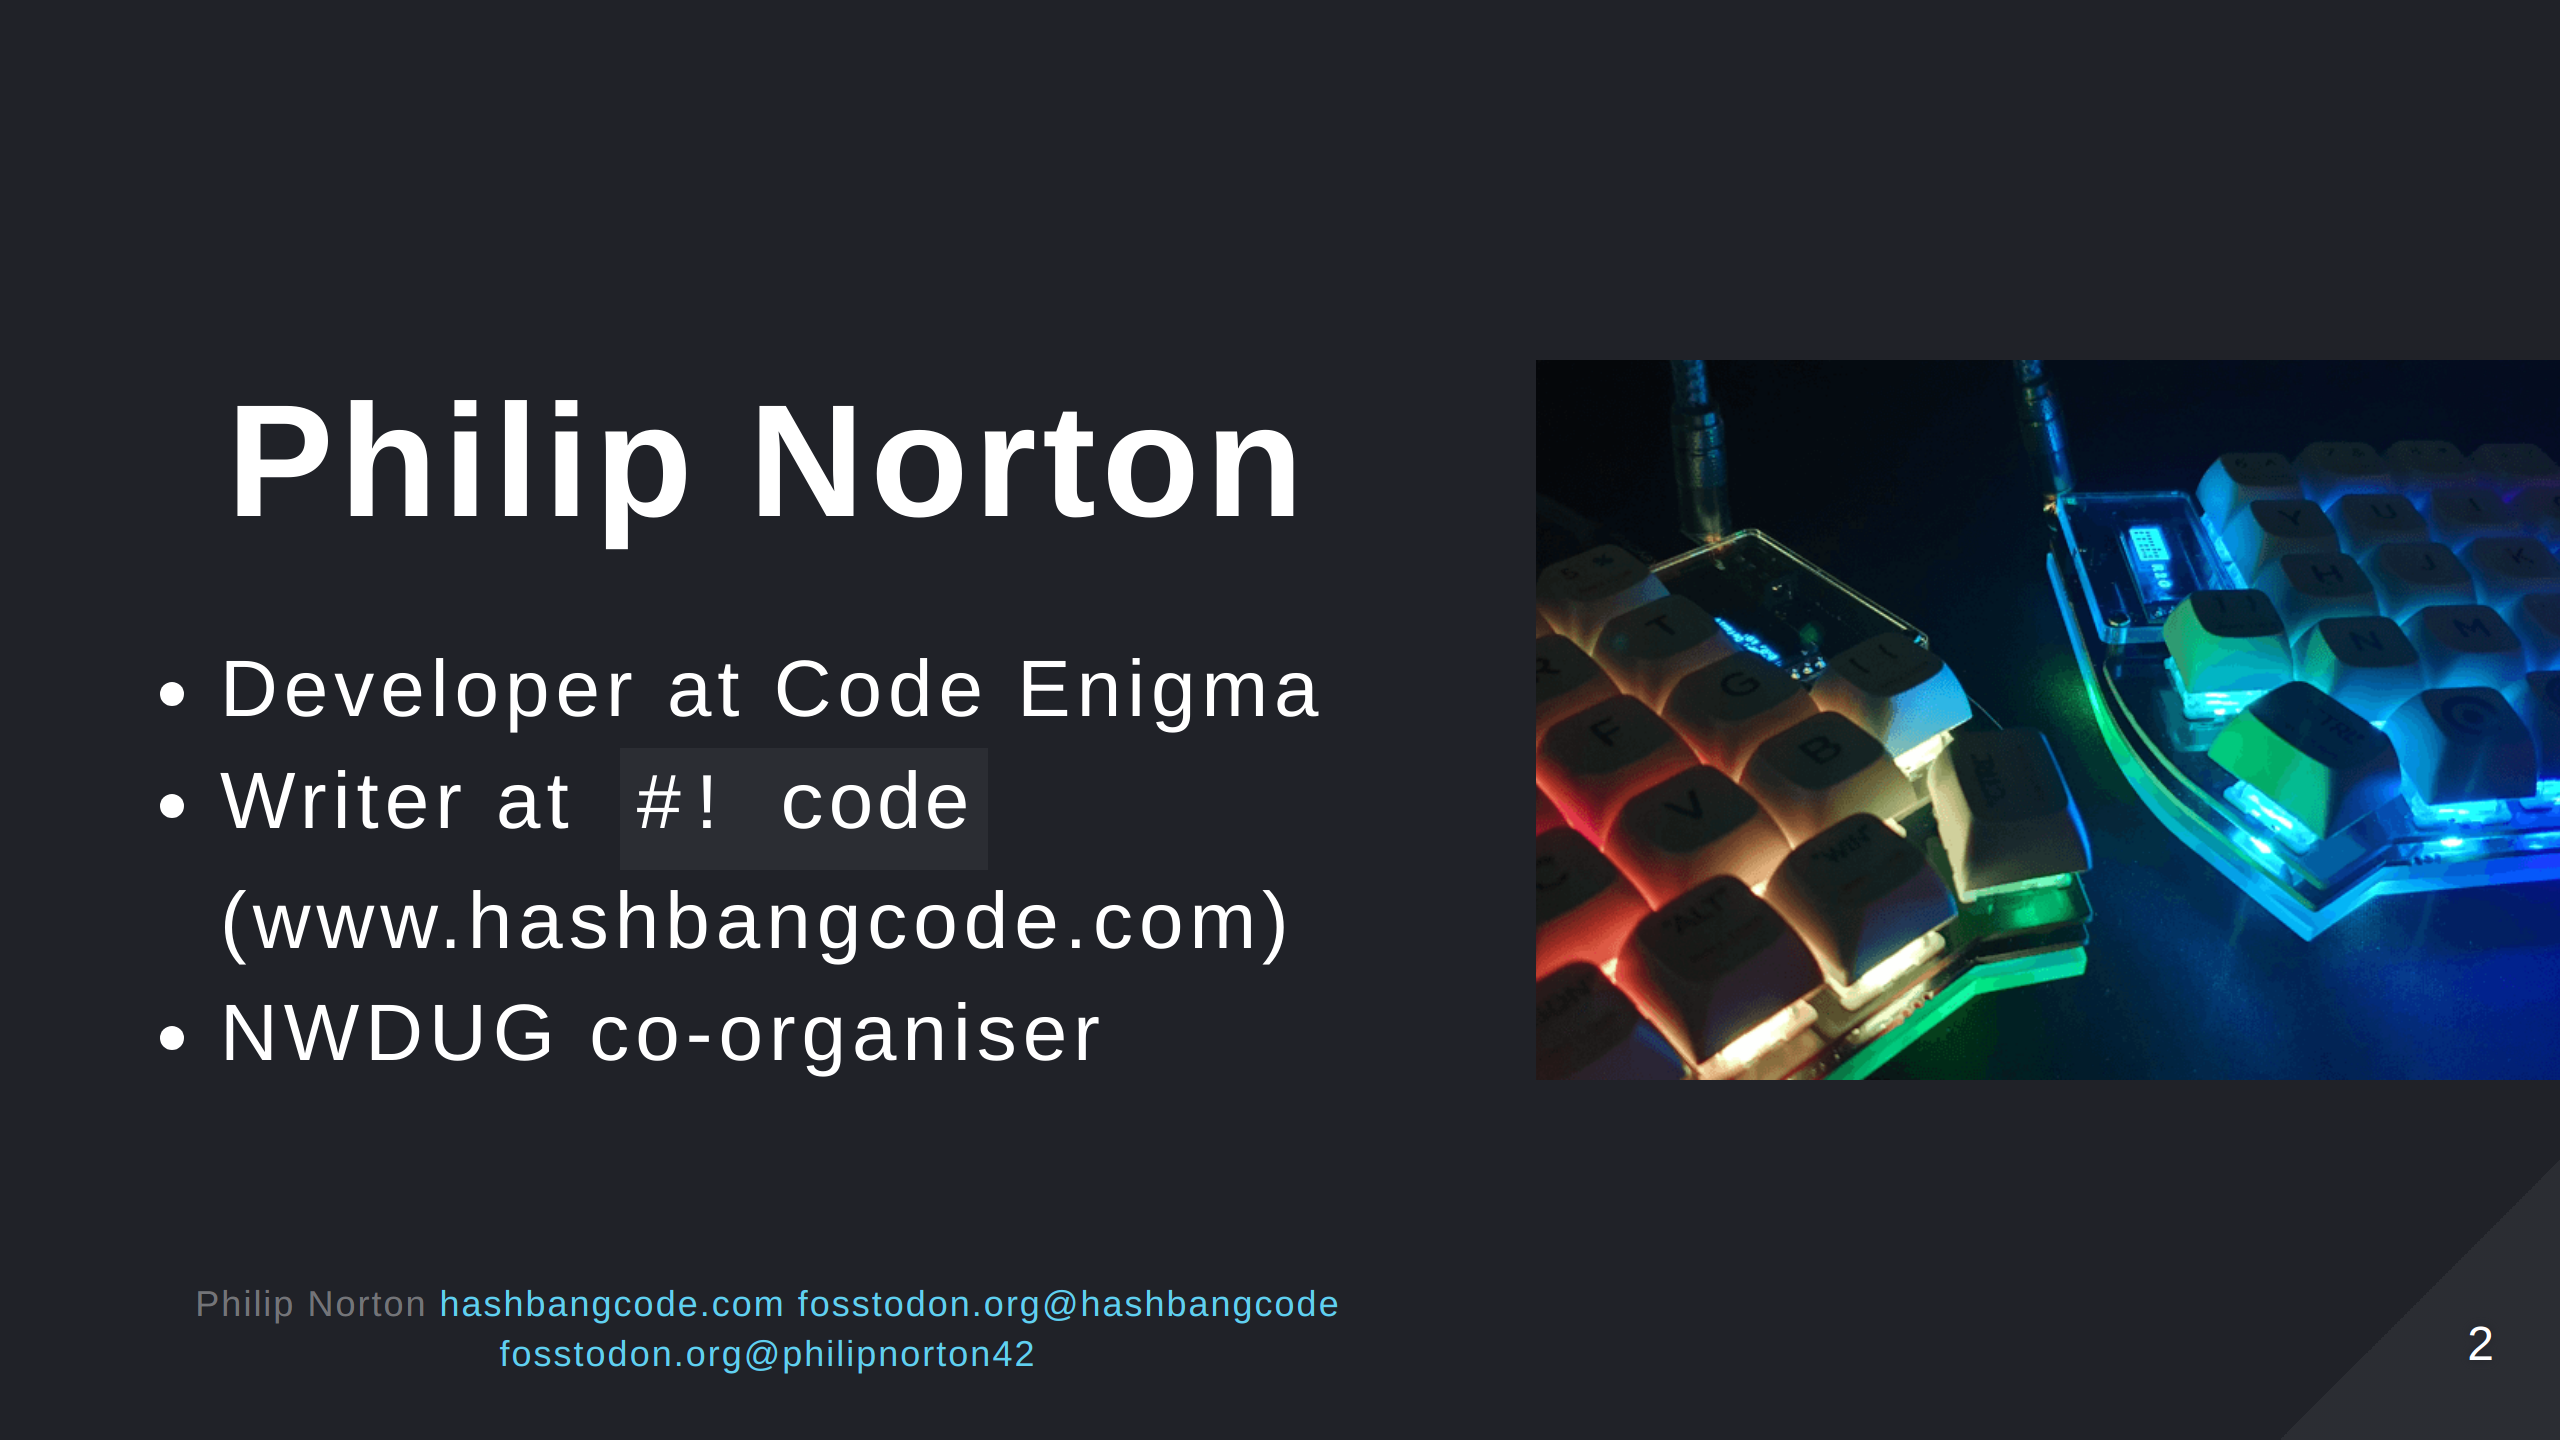 Philip Norton
Developer at Code Enigma
Writer at #! code
(www.hashbangcode.com)
NWDUG co-organiser
T
G
F
B
V
Y
U
H
J
K
N
M
"ALT"
Philip Norton hashbangcode.com fosstodon.org@hashbangcode
fosstodon.org@philipnorton42
2